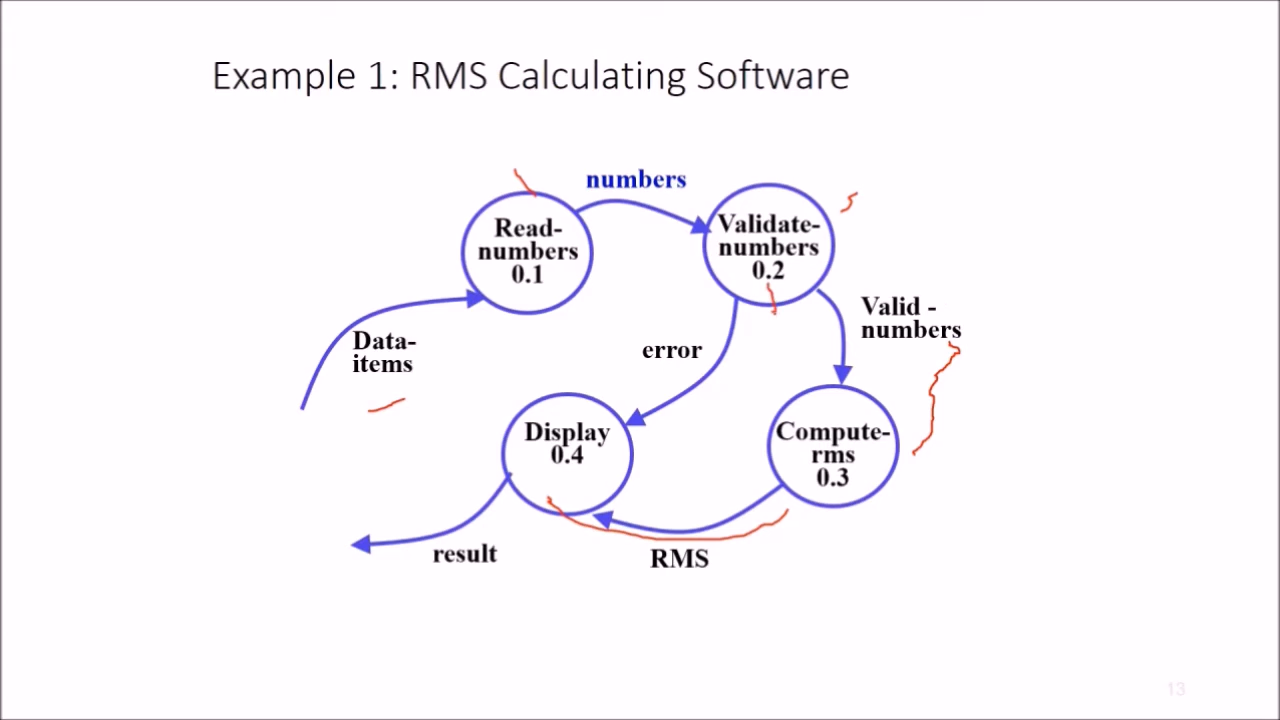 Example 1: RMS Calculating Software
numbers
Read-
numbers
0.1
Validate-
numbers
0.2
Valid -
numbers
Data-
items
error
Display
0.4
Compute-
rms
0.3
result
RMS
13